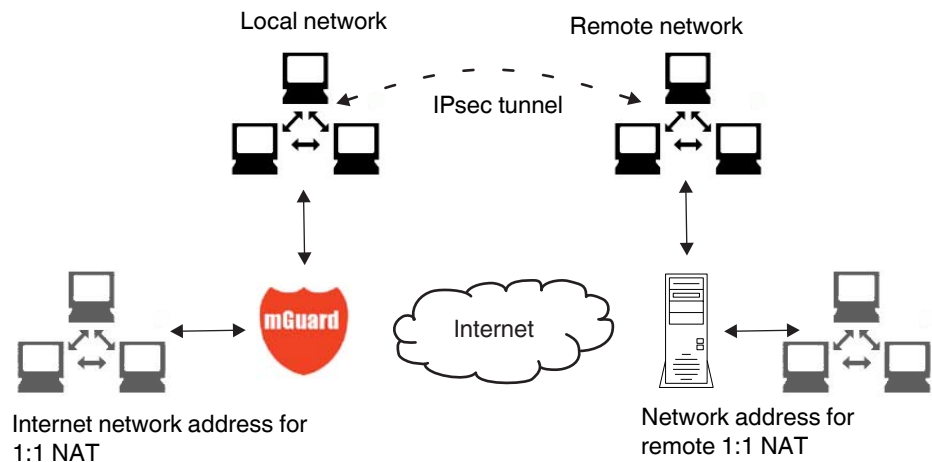 Local network
Remote network
IPsec tunnel
mGuard
Internet
Internet network address for
1:1 NAT
Network address for
remote 1:1 NAT